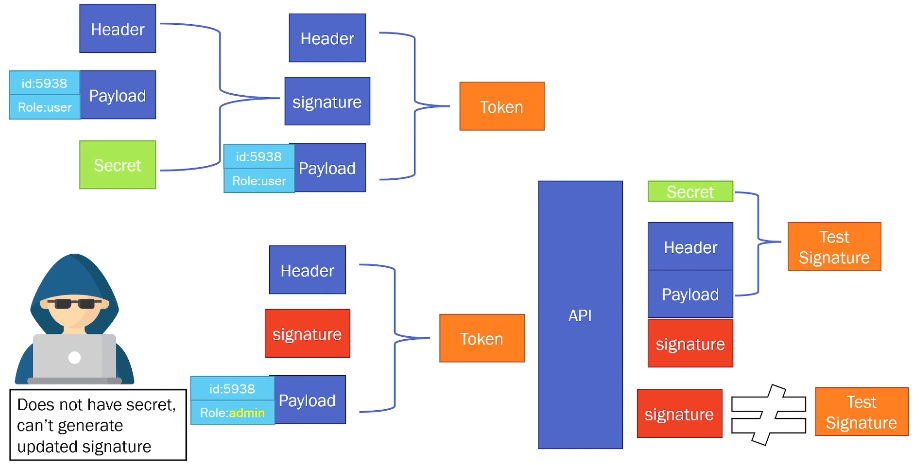 Header
id:5938
Role:user
Payload
Secret
Header
signature
id:5938
Role:user
Payload
Token
Header
signature
id:5938
Role:admin
Payload
Token
Does not have secret,
can't generate
updated signature
API
Secret
Header
Payload
signature
Test
Signature
signature
Test
Signature